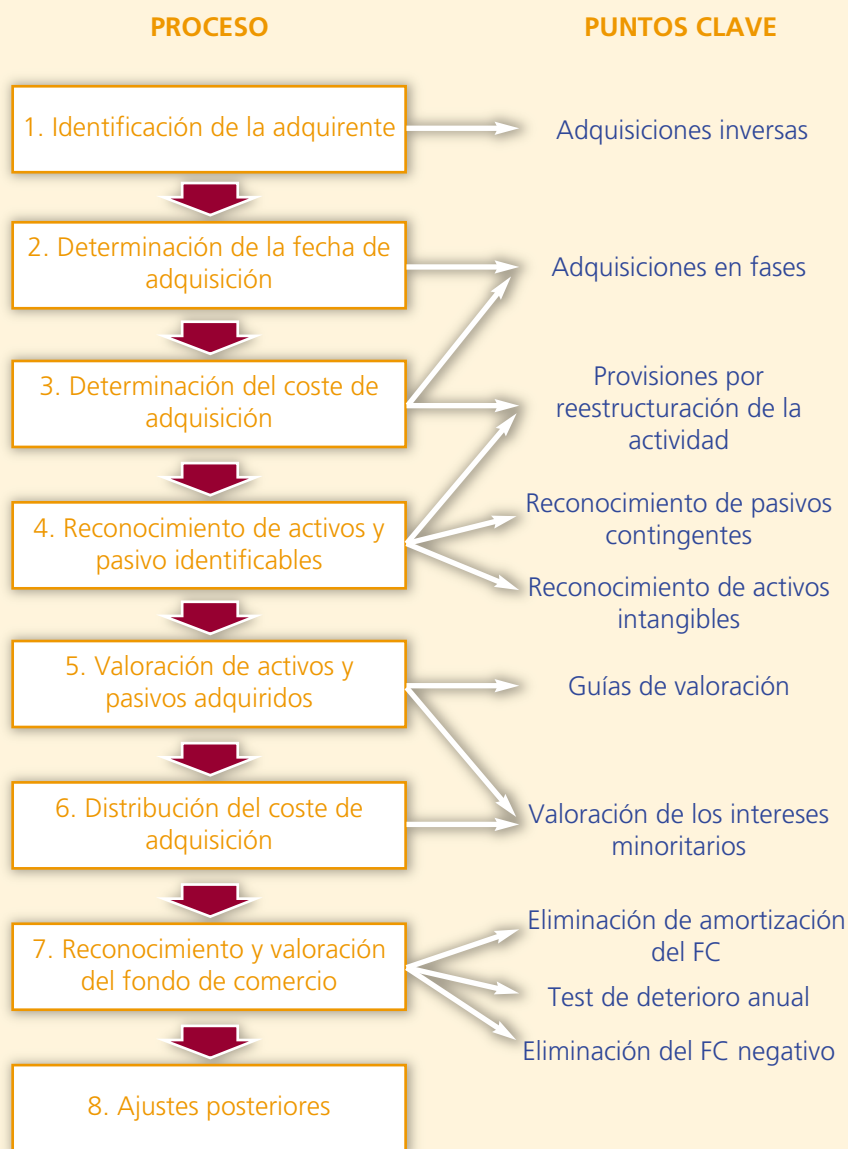 PROCESO
PUNTOS CLAVE
1. Identificación de la adquirente
Adquisiciones inversas
2. Determinación de la fecha de
adquisición
Adquisiciones en fases
3. Determinación del coste de
adquisición
Provisiones por
reestructuración de la
actividad
4. Reconocimiento de activos y
pasivo identificables
Reconocimiento de pasivos
contingentes
Reconocimiento de activos
intangibles
5. Valoración de activos y
pasivos adquiridos
Guías de valoración
6. Distribución del coste de
adquisición
Valoración de los intereses
minoritarios
7. Reconocimiento y valoración
del fondo de comercio
Eliminación de amortización
del FC
Test de deterioro anual
Eliminación del FC negativo
8. Ajustes posteriores